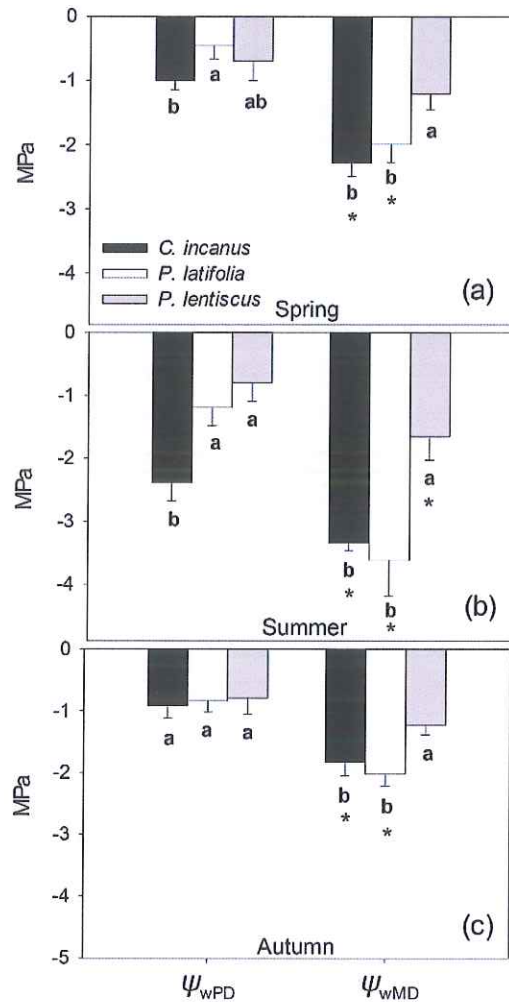 0
-1
-2
-3
-4
MPa
b
a
ab
b
*
b
*
a
C. incanus
P. latifolia
P. lentiscus
Spring
(a)
0
-1
-2
-3
-4
MPa
b
a
a
b
*
b
*
a
*
Summer
(b)
0
-1
-2
-3
-4
-5
MPa
a
a
a
b
*
b
*
a
Autumn
(c)
ψwPD
ψwMD